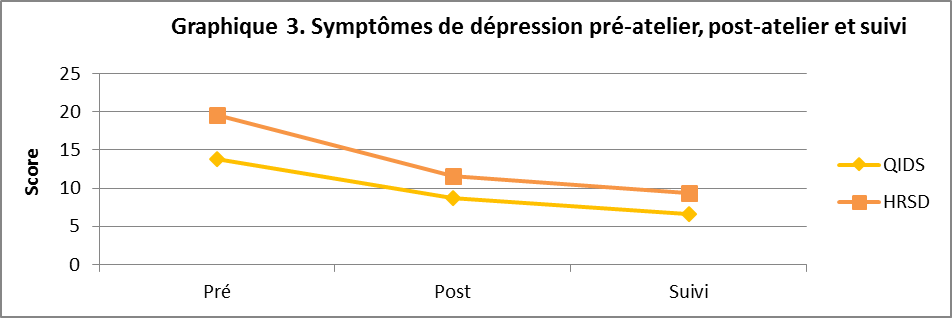 Graphique 3. Symptômes de dépression pré-atelier, post-atelier et suivi
Score
25
20
15
10
5
0
Pré
Post
Suivi
QIDS
HRSD